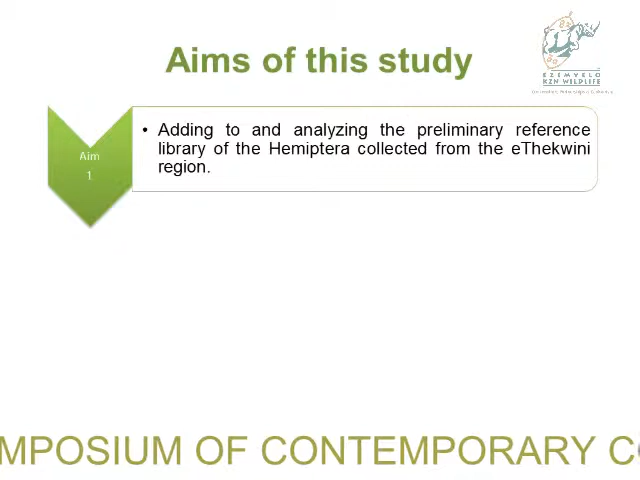 Aims of this study
EZEMVELO
KZN WILDLIFE
Aim
1
• Adding to and analyzing the preliminary reference
library of the Hemiptera collected from the eThekwini
region.
MPOSIUM OF CONTEMPORARY C